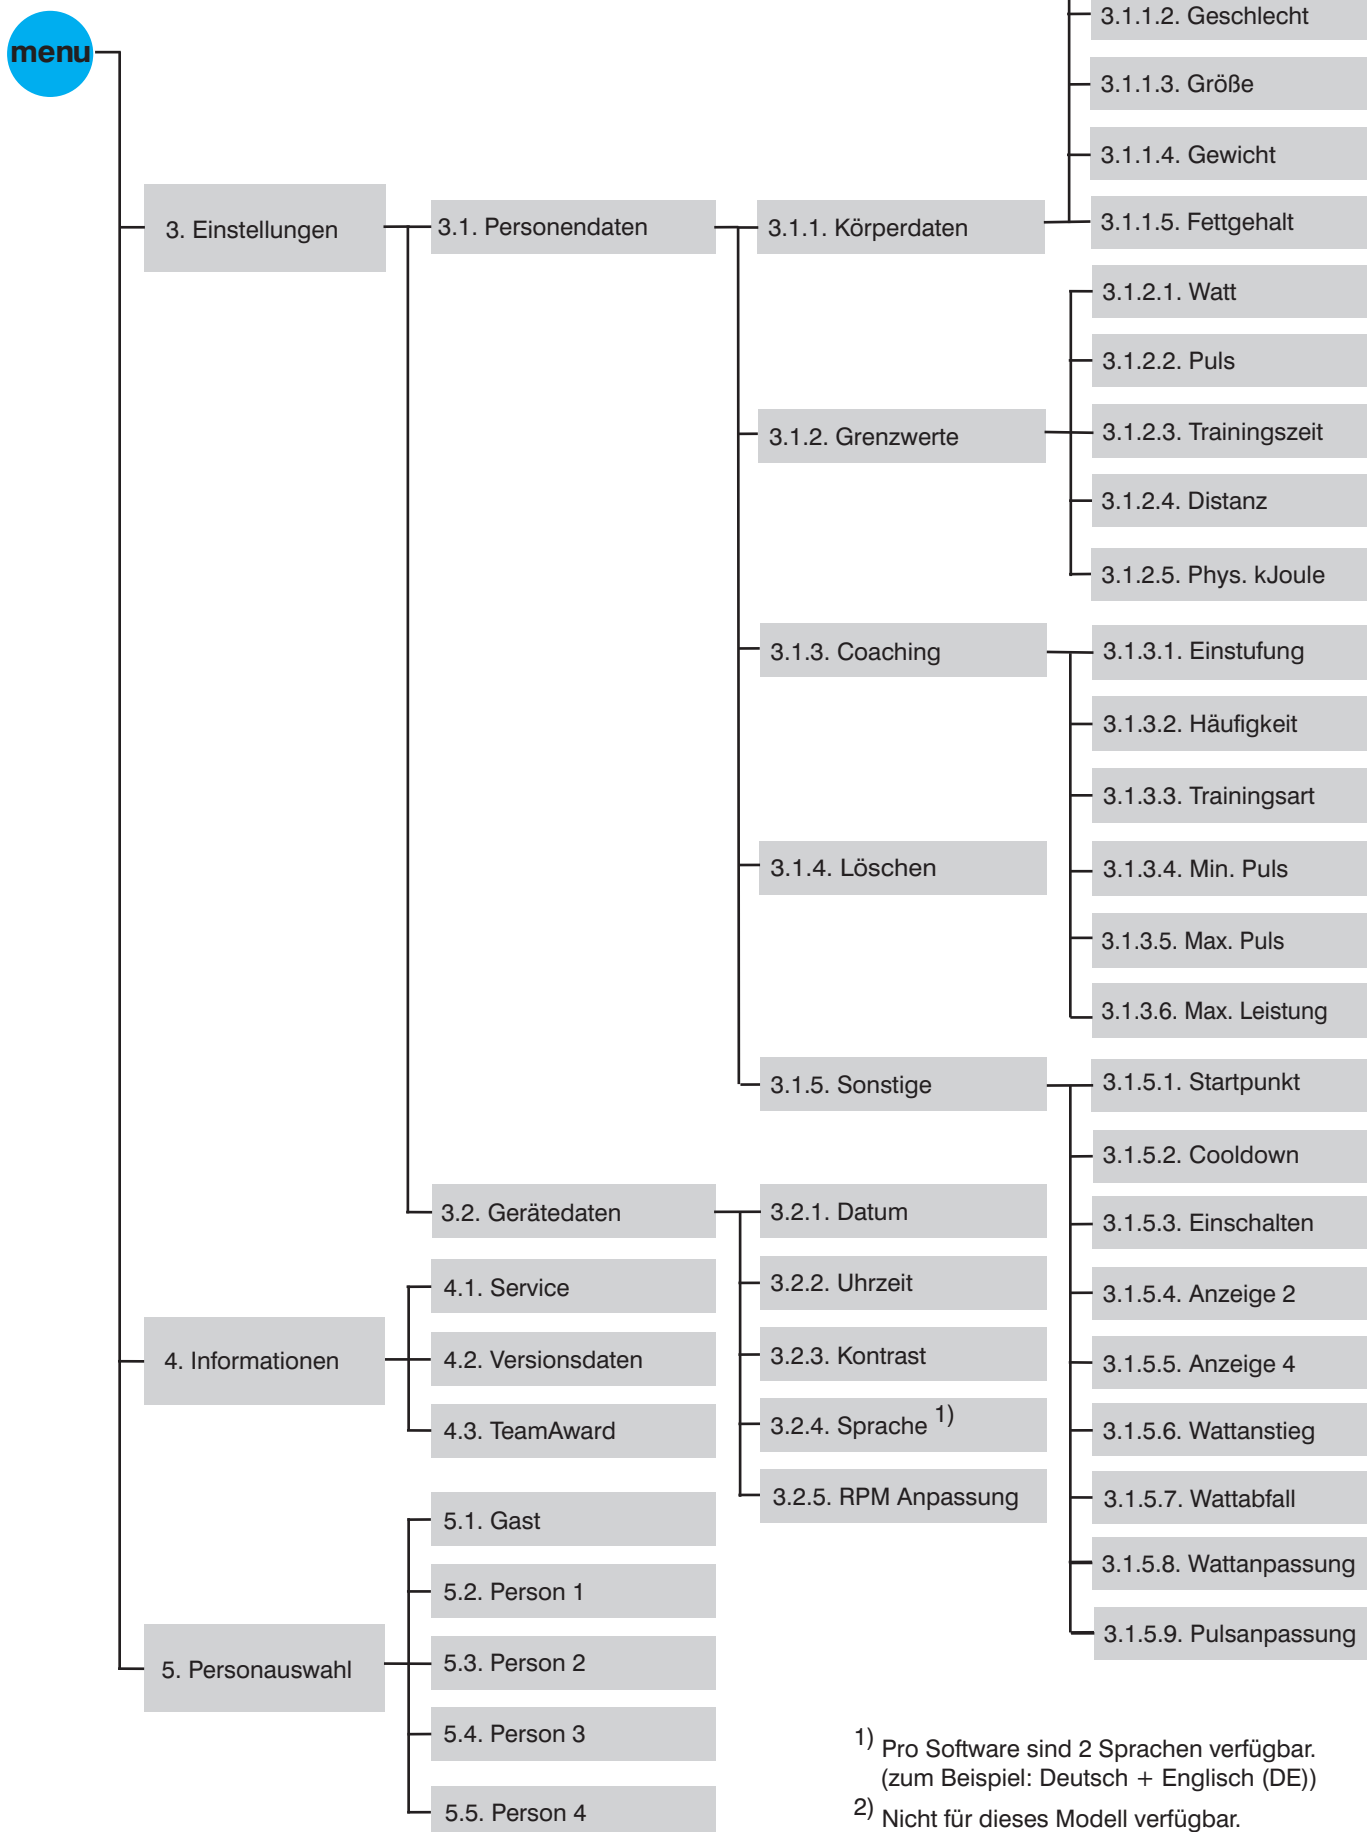 menu
3. Einstellungen
3.1. Personendaten
3.1.1. Körperdaten
3.1.1.2. Geschlecht
3.1.1.3. Größe
3.1.1.4. Gewicht
3.1.1.5. Fettgehalt
3.1.2. Grenzwerte
3.1.2.1. Watt
3.1.2.2. Puls
3.1.2.3. Trainingszeit
3.1.2.4. Distanz
3.1.2.5. Phys. kJoule
3.1.3. Coaching
3.1.3.1. Einstufung
3.1.3.2. Häufigkeit
3.1.3.3. Trainingsart
3.1.3.4. Min. Puls
3.1.3.5. Max. Puls
3.1.3.6. Max. Leistung
3.1.4. Löschen
3.1.5. Sonstige
3.1.5.1. Startpunkt
3.1.5.2. Cooldown
3.1.5.3. Einschalten
3.1.5.4. Anzeige 2
3.1.5.5. Anzeige 4
3.1.5.6. Wattanstieg
3.1.5.7. Wattabfall
3.1.5.8. Wattanpassung
3.1.5.9. Pulsanpassung
3.2. Gerätedaten
3.2.1. Datum
3.2.2. Uhrzeit
3.2.3. Kontrast
3.2.4. Sprache 1)
3.2.5. RPM Anpassung
4. Informationen
4.1. Service
4.2. Versionsdaten
4.3. TeamAward
5. Personauswahl
5.1. Gast
5.2. Person 1
5.3. Person 2
5.4. Person 3
5.5. Person 4
1) Pro Software sind 2 Sprachen verfügbar.
(zum Beispiel: Deutsch + Englisch (DE))
2) Nicht für dieses Modell verfügbar.